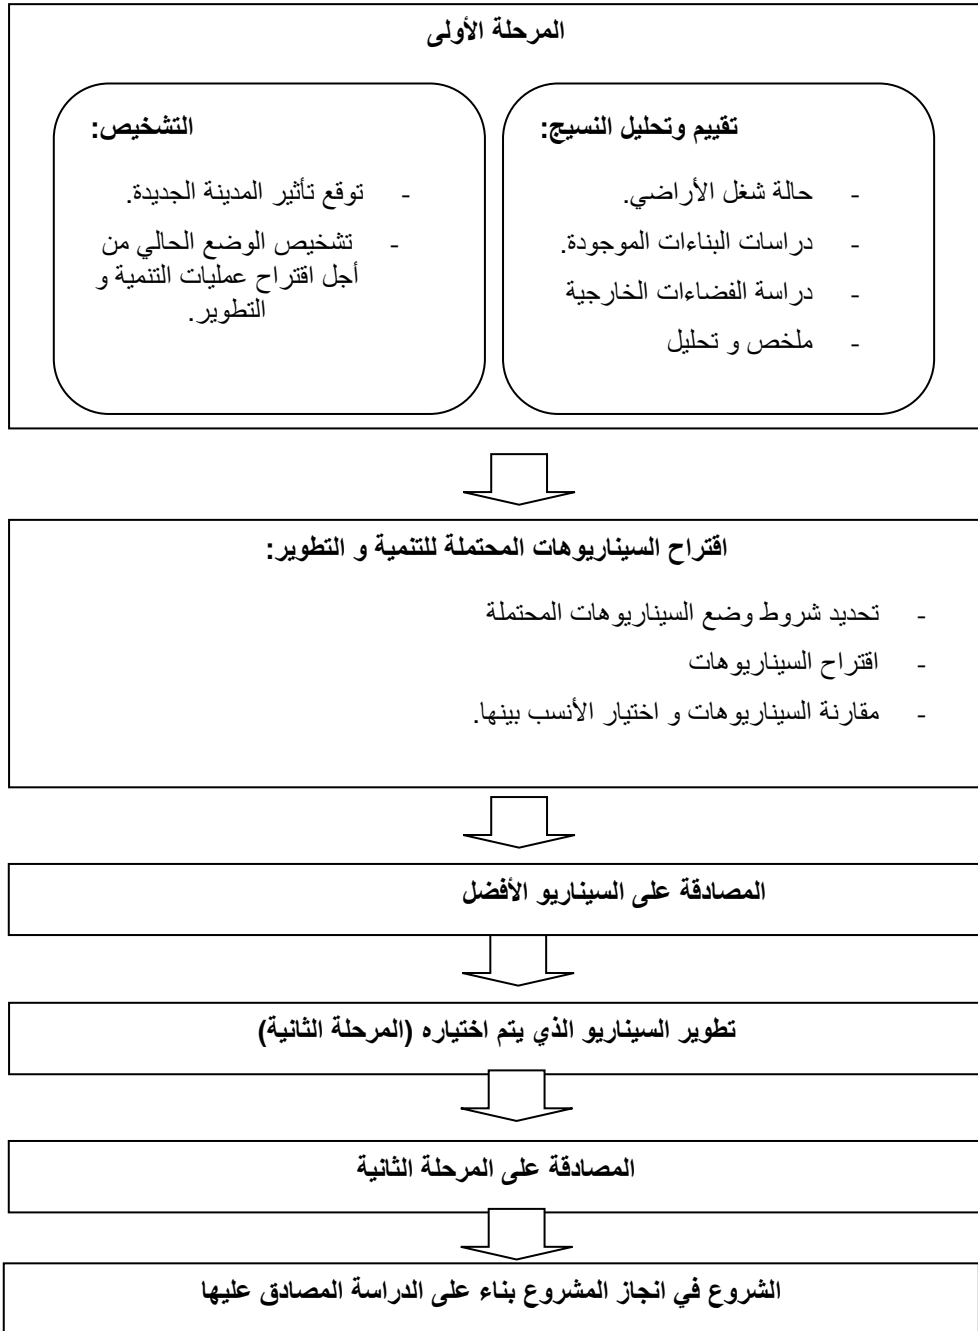 المرحلة الأولى
تقييم وتحليل النسيج:
- حالة شغل الأراضي.
- دراسات البناءات الموجودة.
- دراسة الفضاءات الخارجية
- ملخص و تحليل
التشخيص:
- توقع تأثير المدينة الجديدة.
- تشخيص الوضع الحالي من
أجل اقتراح عمليات التنمية و
التطوير.
اقتراح السيناريوهات المحتملة للتنمية و التطوير:
- تحديد شروط وضع السيناريوهات المحتملة
- اقتراح السيناريوهات
- مقارنة السيناريوهات و اختيار الأنسب بينها.
المصادقة على السيناريو الأفضل
تطوير السيناريو الذي يتم اختياره (المرحلة الثانية)
المصادقة على المرحلة الثانية
الشروع في انجاز المشروع بناء على الدراسة المصادق عليها